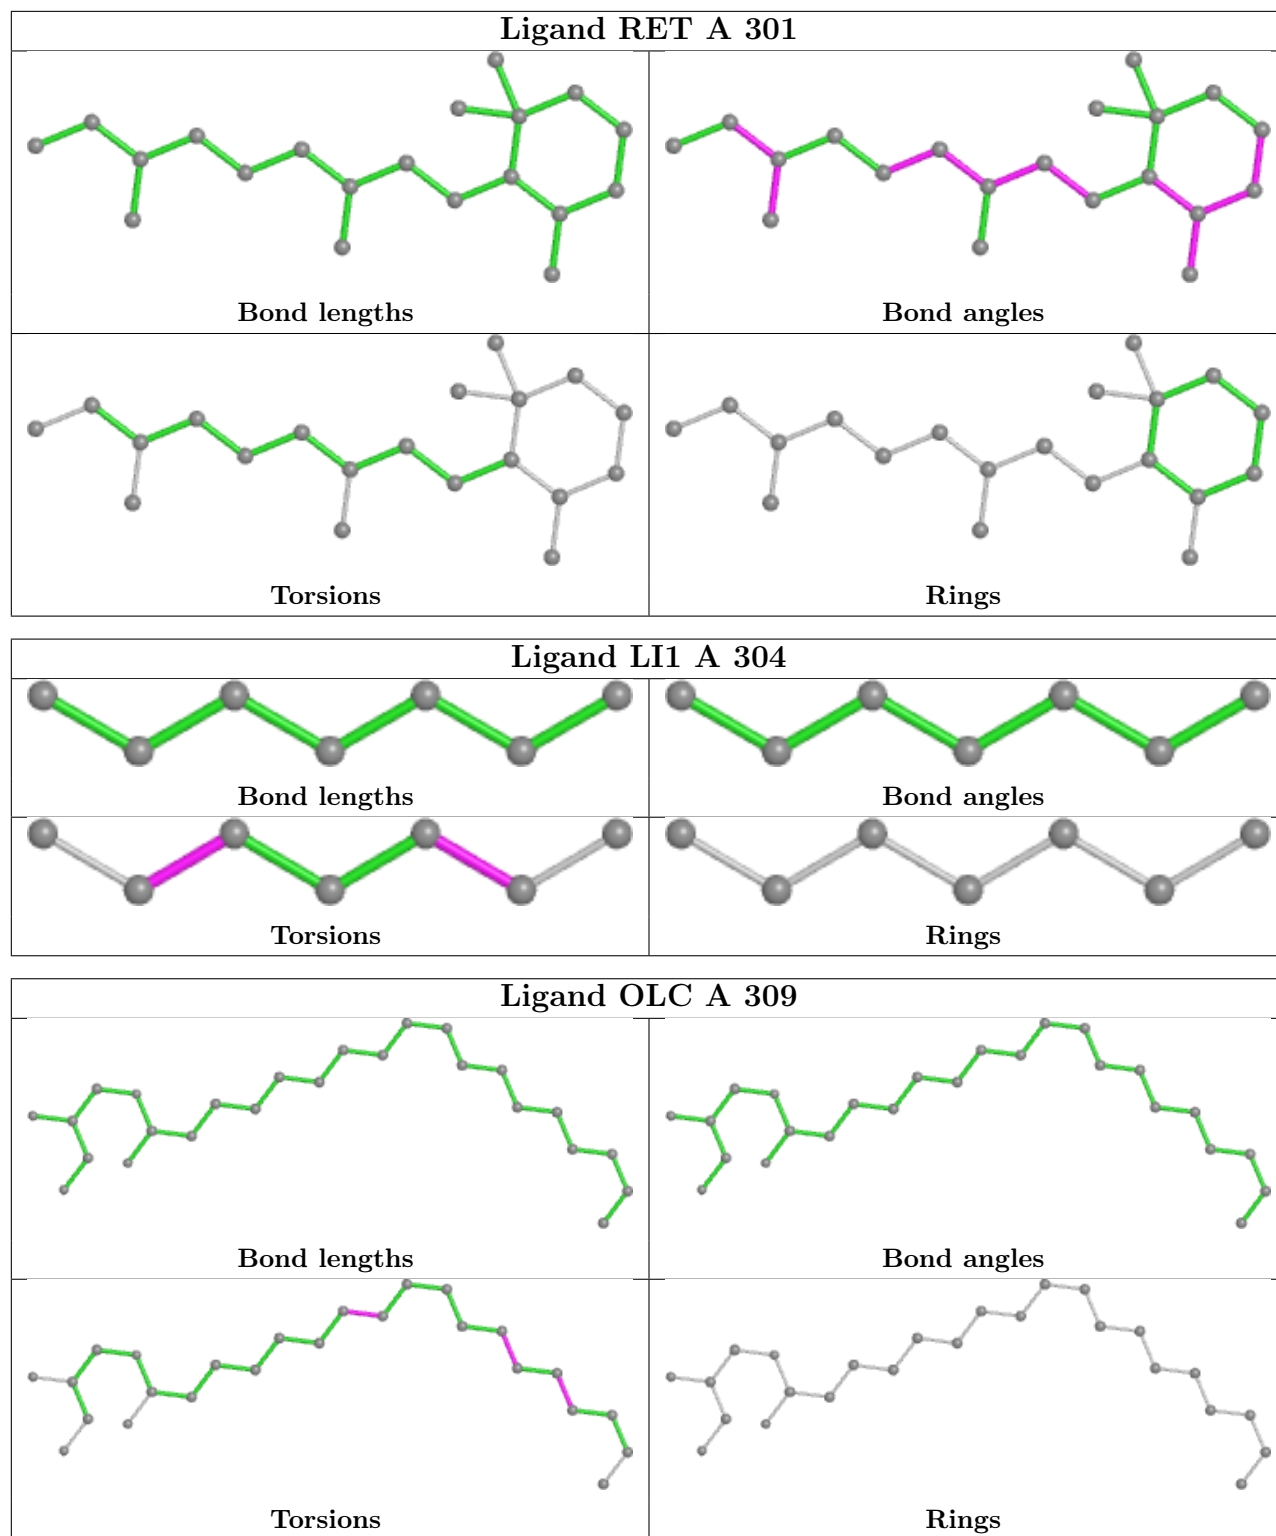 Ligand RET A 301
Bond lengths
Bond angles
Torsions
Rings
Ligand LI1 A 304
Bond lengths
Bond angles
Torsions
Rings
Ligand OLC A 309
Bond lengths
Bond angles
Torsions
Rings